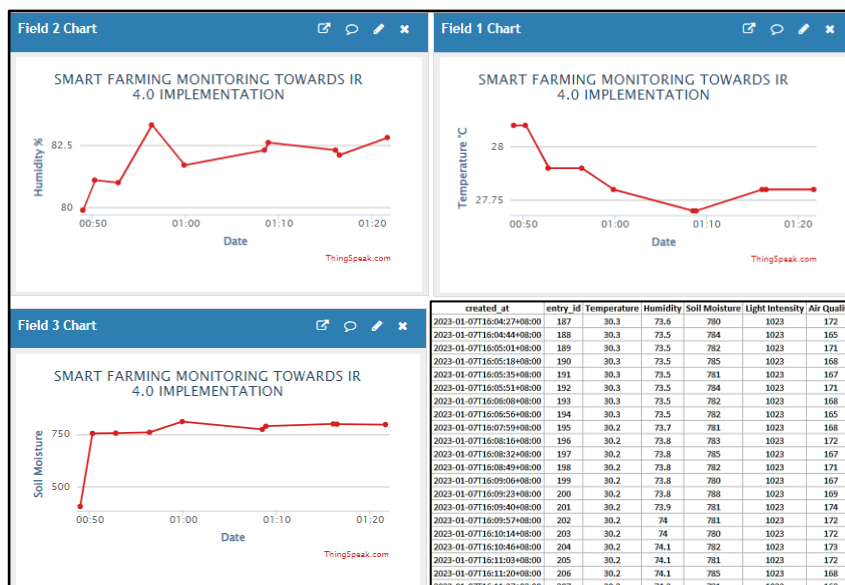 Field 2 Chart
SMART FARMING MONITORING TOWARDS IR
4.0 IMPLEMENTATION
Humidity %
82.5
80
00:50 01:00 01:10 01:20
Date
ThingSpeak.com
Field 1 Chart
SMART FARMING MONITORING TOWARDS IR
4.0 IMPLEMENTATION
Temperature °C
28
27.75
00:50 01:00 01:10 01:20
Date
ThingSpeak.com
Field 3 Chart
SMART FARMING MONITORING TOWARDS IR
4.0 IMPLEMENTATION
Soil Moisture
750
500
00:50 01:00 01:10 01:20
Date
ThingSpeak.com
created_at entry_id Temperature Humidity Soil Moisture Light Intensity Air Quali
2023-01-07T16:04:27+08:00 187 30.3 73.6 780 1023 172
2023-01-07T16:04:44+08:00 188 30.3 73.5 784 1023 165
2023-01-07T16:05:01+08:00 189 30.3 73.5 782 1023 171
2023-01-07T16:05:18+08:00 190 30.3 73.5 785 1023 168
2023-01-07T16:05:35+08:00 191 30.3 73.5 781 1023 167
2023-01-07T16:05:51+08:00 192 30.3 73.5 784 1023 171
2023-01-07T16:06:08+08:00 193 30.3 73.5 782 1023 168
2023-01-07T16:06:56+08:00 194 30.3 73.5 782 1023 165
2023-01-07T16:07:59+08:00 195 30.2 73.7 781 1023 168
2023-01-07T16:08:16+08:00 196 30.2 73.8 783 1023 172
2023-01-07T16:08:32+08:00 197 30.2 73.8 785 1023 167
2023-01-07T16:08:49+08:00 198 30.2 73.8 782 1023 171
2023-01-07T16:09:06+08:00 199 30.2 73.8 780 1023 167
2023-01-07T16:09:23+08:00 200 30.2 73.8 788 1023 169
2023-01-07T16:09:40+08:00 201 30.2 73.9 781 1023 174
2023-01-07T16:09:57+08:00 202 30.2 74 781 1023 172
2023-01-07T16:10:14+08:00 203 30.2 74 780 1023 172
2023-01-07T16:10:46+08:00 204 30.2 74.1 782 1023 173
2023-01-07T16:11:03+08:00 205 30.2 74.1 781 1023 172
2023-01-07T16:11:20+08:00 206 30.2 74.1 785 1023 168